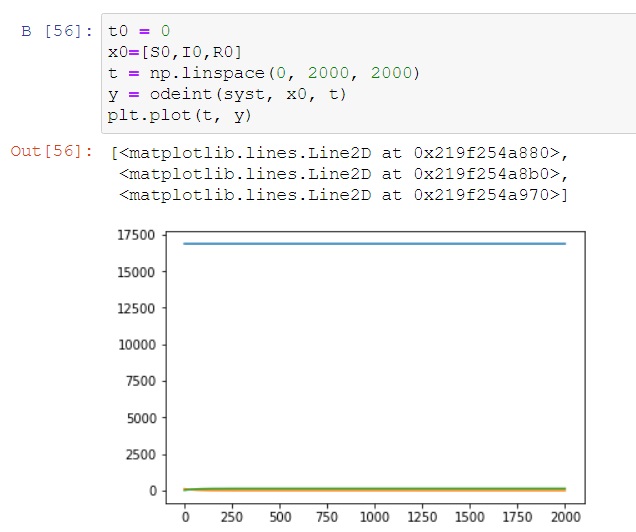 B [56]: t0 = 0
x0=[S0,I0,R0]
t = np.linspace(0, 2000, 2000)
y = odeint(syst, x0, t)
plt.plot(t, y)
Out[56]: [<matplotlib.lines.Line2D at 0x219f254a880>,
<matplotlib.lines.Line2D at 0x219f254a8b0>,
<matplotlib.lines.Line2D at 0x219f254a970>]
17500
15000
12500
10000
7500
5000
2500
0
0 250 500 750 1000 1250 1500 1750 2000